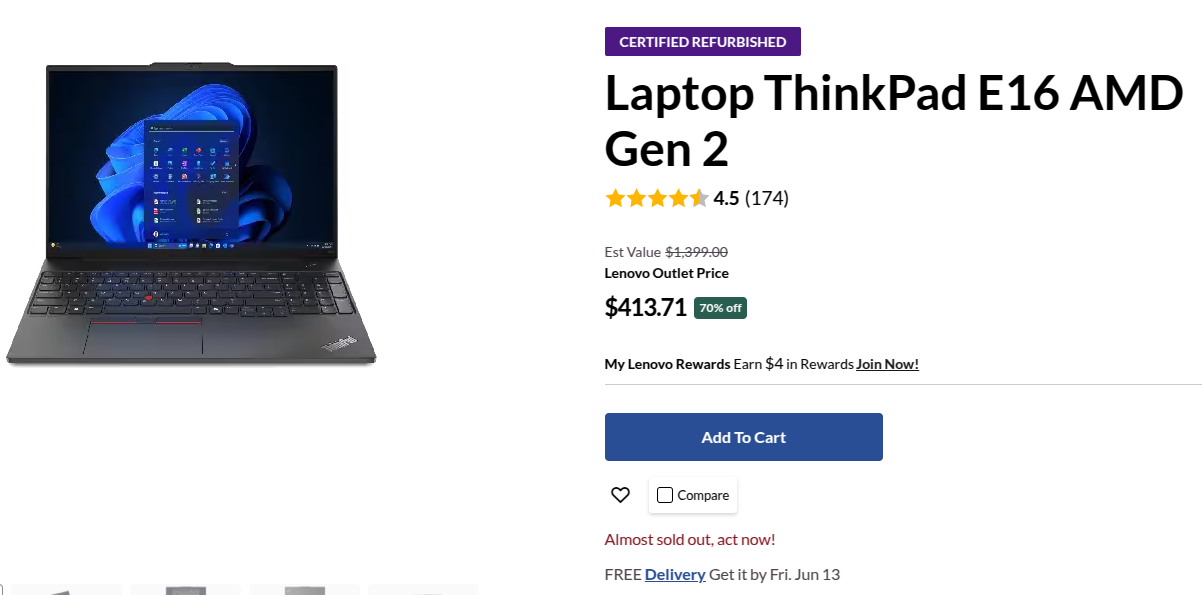 CERTIFIED REFURBISHED
Laptop ThinkPad E16 AMD
Gen 2
4.5 (174)
Est Value $1,399.00
Lenovo Outlet Price
$413.71 70% off
My Lenovo Rewards Earn $4 in Rewards Join Now!
Add To Cart
Compare
Almost sold out, act now!
FREE Delivery Get it by Fri. Jun 13
ThinkPad